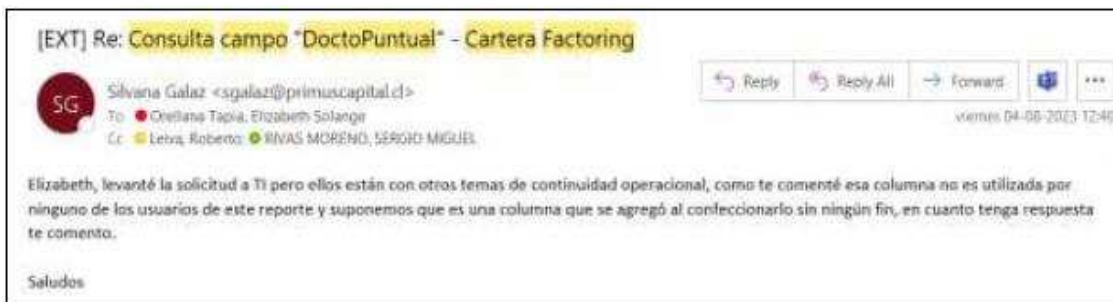 [EXT] Re: Consulta campo "DoctoPuntual" - Cartera Factoring
SG
Silvana Galaz <sgalaz@primuscapital.cl>
Reply
Reply All
Forward
To Orellana Tapia, Elizabeth Solange
viernes 04-08-2023 12:46
Cc Leiva, Roberto; RIVAS MORENO, SERGIO MIGUEL
Elizabeth, levanté la solicitud a TI pero ellos están con otros temas de continuidad operacional, como te comenté esa columna no es utilizada por
ninguno de los usuarios de este reporte y suponemos que es una columna que se agregó al confeccionarlo sin ningún fin, en cuanto tenga respuesta
te comento.
Saludos